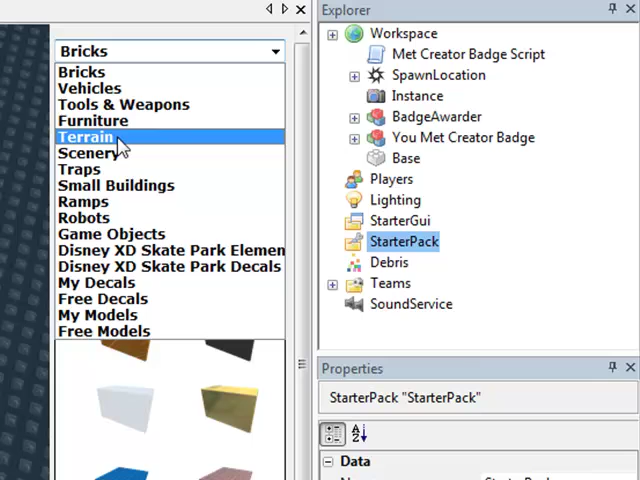 Bricks
Bricks
Vehicles
Tools & Weapons
Furniture
Terrain
Scenery
Traps
Small Buildings
Ramps
Robots
Game Objects
Disney XD Skate Park Elemen
Disney XD Skate Park Decals
My Decals
Free Decals
My Models
Free Models
Explorer
Workspace
Met Creator Badge Script
SpawnLocation
Instance
BadgeAwarder
You Met Creator Badge
Base
Players
Lighting
StarterGui
StarterPack
Debris
Teams
SoundService
Properties
StarterPack "StarterPack"
Data